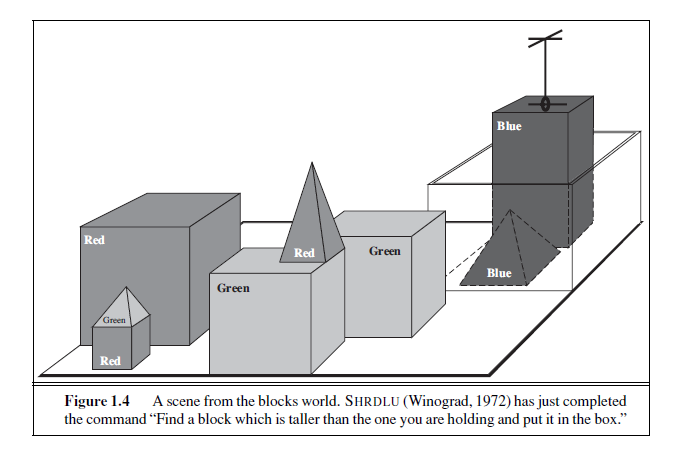 Blue
Red
Red
Green
Green
Blue
Green
Red
Figure 1.4 A scene from the blocks world. SHRDLU (Winograd, 1972) has just completed
the command “Find a block which is taller than the one you are holding and put it in the box.”